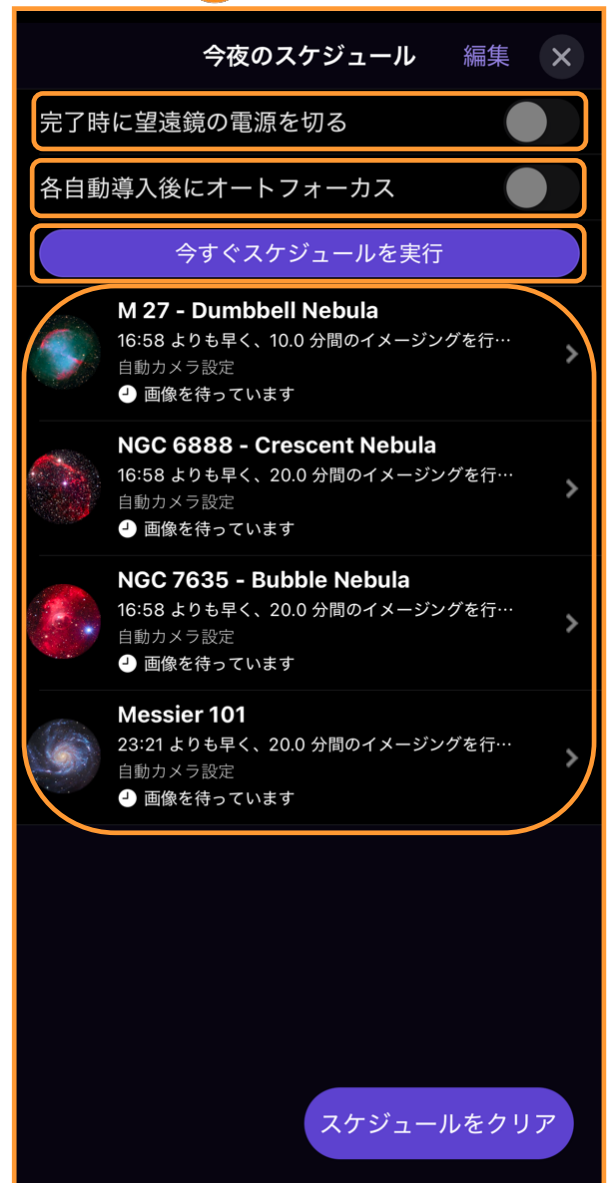 今夜のスケジュール 編集
完了時に望遠鏡の電源を切る
各自動導入後にオートフォーカス
今すぐスケジュールを実行
M 27 - Dumbbell Nebula
16:58 よりも早く、10.0 分間のイメージングを行…
自動カメラ設定
画像を待っています
NGC 6888 - Crescent Nebula
16:58 よりも早く、20.0 分間のイメージングを行…
自動カメラ設定
画像を待っています
NGC 7635 - Bubble Nebula
16:58 よりも早く、20.0 分間のイメージングを行…
自動カメラ設定
画像を待っています
Messier 101
23:21 よりも早く、20.0 分間のイメージングを行…
自動カメラ設定
画像を待っています
スケジュールをクリア